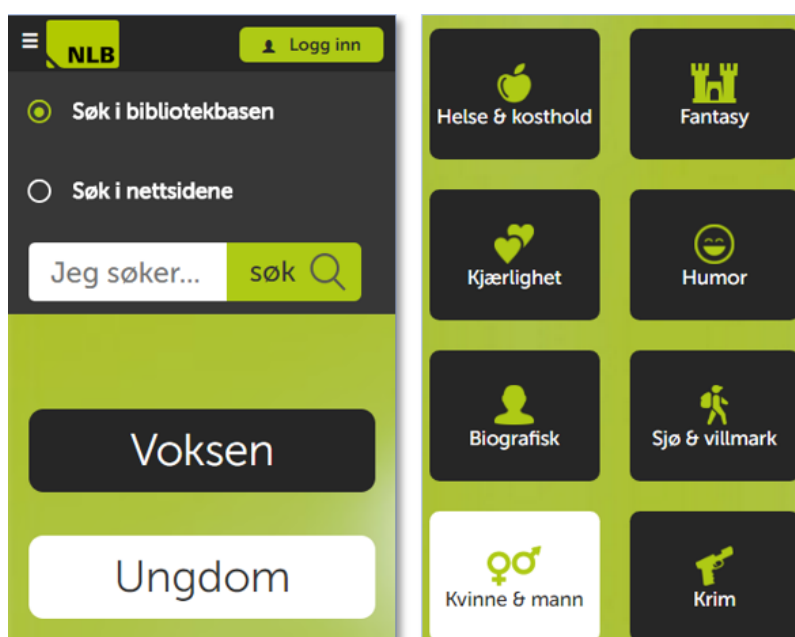 NLB
Logg inn
Søk i bibliotekbasen
Søk i nettsidene
Jeg søker...
søk
Voksen
Ungdom
Helse & kosthold
Fantasy
Kjærlighet
Humor
Biografisk
Sjø & villmark
Kvinne & mann
Krim